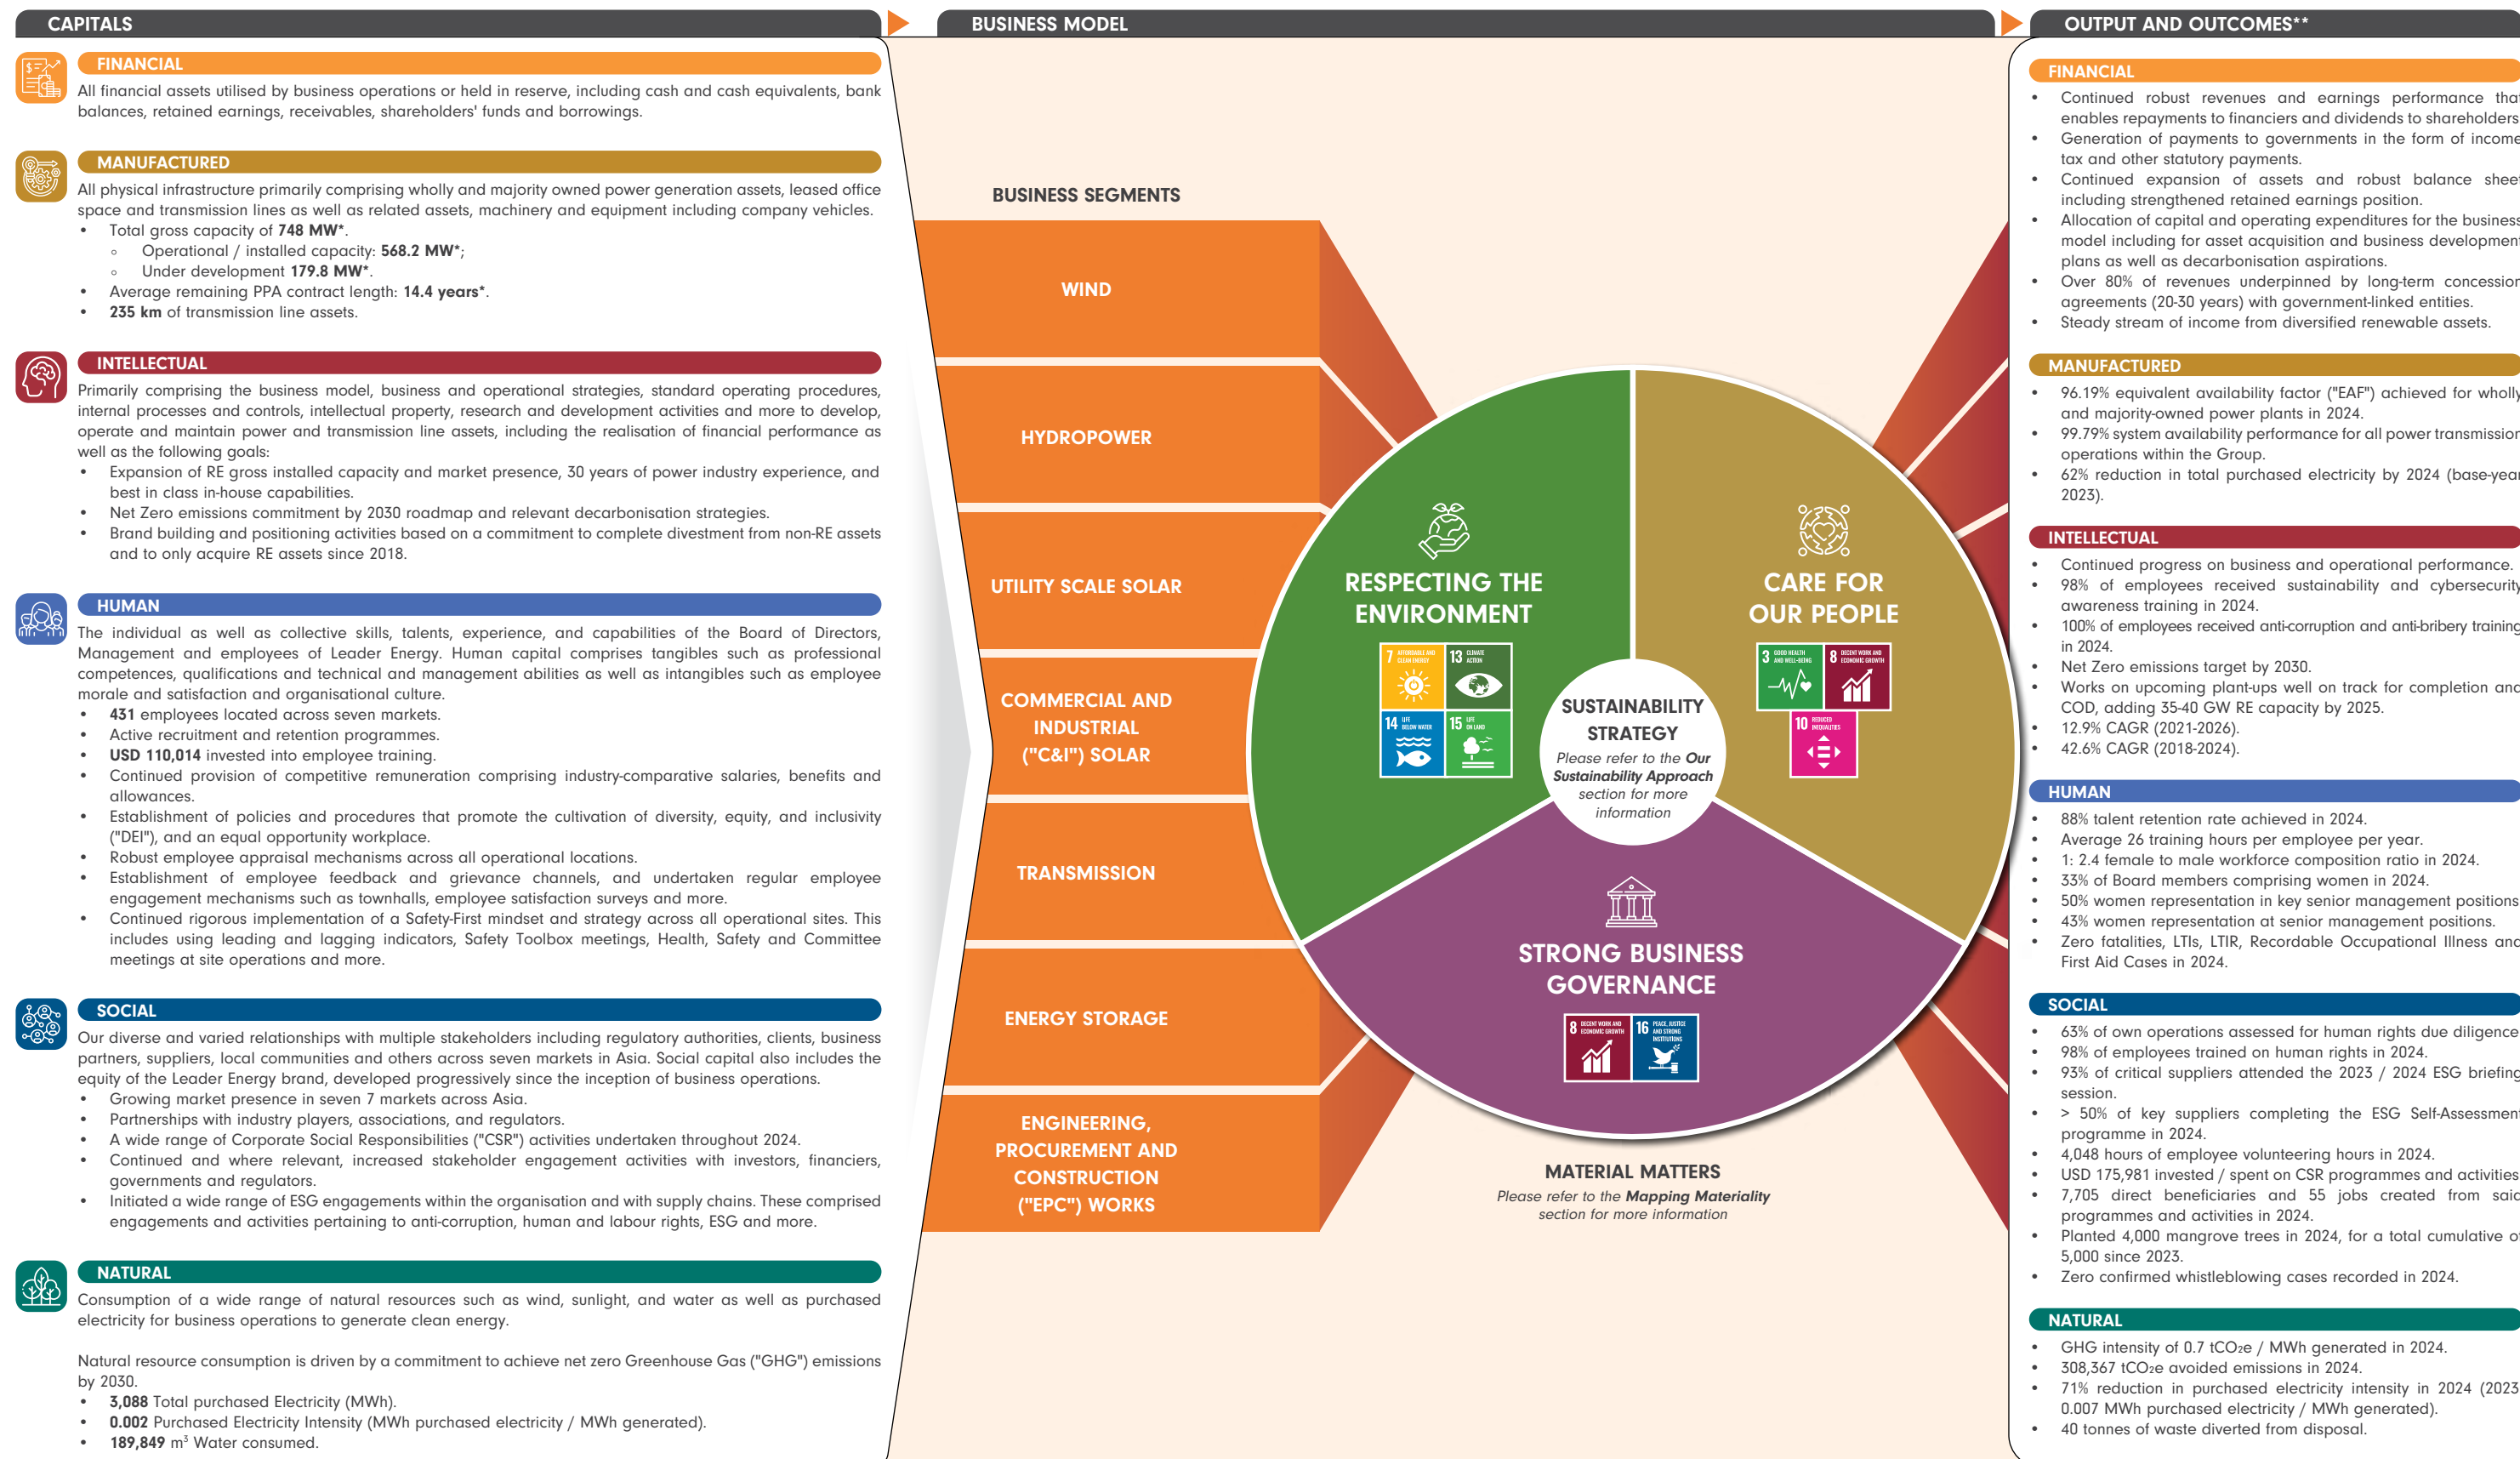 CAPITALS
FINANCIAL
All financial assets utilised by business operations or held in reserve, including cash and cash equivalents, bank
balances, retained earnings, receivables, shareholders' funds and borrowings.
MANUFACTURED
All physical infrastructure primarily comprising wholly and majority owned power generation assets, leased office
space and transmission lines as well as related assets, machinery and equipment including company vehicles.
• Total gross capacity of 748 MW*.
◦ Operational / installed capacity: 568.2 MW*;
◦ Under development 179.8 MW*.
• Average remaining PPA contract length: 14.4 years*.
• 235 km of transmission line assets.
INTELLECTUAL
Primarily comprising the business model, business and operational strategies, standard operating procedures,
internal processes and controls, intellectual property, research and development activities and more to develop,
operate and maintain power and transmission line assets, including the realisation of financial performance as
well as the following goals:
• Expansion of RE gross installed capacity and market presence, 30 years of power industry experience, and
best in class in-house capabilities.
• Net Zero emissions commitment by 2030 roadmap and relevant decarbonisation strategies.
• Brand building and positioning activities based on a commitment to complete divestment from non-RE assets
and to only acquire RE assets since 2018.
HUMAN
The individual as well as collective skills, talents, experience, and capabilities of the Board of Directors,
Management and employees of Leader Energy. Human capital comprises tangibles such as professional
competences, qualifications and technical and management abilities as well as intangibles such as employee
morale and satisfaction and organisational culture.
• 431 employees located across seven markets.
• Active recruitment and retention programmes.
• USD 110,014 invested into employee training.
• Continued provision of competitive remuneration comprising industry-comparative salaries, benefits and
allowances.
• Establishment of policies and procedures that promote the cultivation of diversity, equity, and inclusivity
("DEI"), and an equal opportunity workplace.
• Robust employee appraisal mechanisms across all operational locations.
• Establishment of employee feedback and grievance channels, and undertaken regular employee
engagement mechanisms such as townhalls, employee satisfaction surveys and more.
• Continued rigorous implementation of a Safety-First mindset and strategy across all operational sites. This
includes using leading and lagging indicators, Safety Toolbox meetings, Health, Safety and Committee
meetings at site operations and more.
SOCIAL
Our diverse and varied relationships with multiple stakeholders including regulatory authorities, clients, business
partners, suppliers, local communities and others across seven markets in Asia. Social capital also includes the
equity of the Leader Energy brand, developed progressively since the inception of business operations.
• Growing market presence in seven 7 markets across Asia.
• Partnerships with industry players, associations, and regulators.
• A wide range of Corporate Social Responsibilities ("CSR") activities undertaken throughout 2024.
• Continued and where relevant, increased stakeholder engagement activities with investors, financiers,
governments and regulators.
• Initiated a wide range of ESG engagements within the organisation and with supply chains. These comprised
engagements and activities pertaining to anti-corruption, human and labour rights, ESG and more.
NATURAL
Consumption of a wide range of natural resources such as wind, sunlight, and water as well as purchased
electricity for business operations to generate clean energy.
Natural resource consumption is driven by a commitment to achieve net zero Greenhouse Gas ("GHG") emissions
by 2030.
• 3,088 Total purchased Electricity (MWh).
• 0.002 Purchased Electricity Intensity (MWh purchased electricity / MWh generated).
• 189,849 m³ Water consumed.
BUSINESS MODEL
BUSINESS SEGMENTS
WIND
HYDROPOWER
UTILITY SCALE SOLAR
COMMERCIAL AND
INDUSTRIAL
("C&I") SOLAR
TRANSMISSION
ENERGY STORAGE
ENGINEERING,
PROCUREMENT AND
CONSTRUCTION
("EPC") WORKS
RESPECTING THE
ENVIRONMENT
7 AFFORDABLE AND
CLEAN ENERGY
13 CLIMATE
ACTION
14 LIFE
BELOW WATER
15 LIFE
ON LAND
CARE FOR
OUR PEOPLE
3 GOOD HEALTH
AND WELL-BEING
8 DECENT WORK AND
ECONOMIC GROWTH
10 REDUCED
INEQUALITIES
SUSTAINABILITY
STRATEGY
Please refer to the Our
Sustainability Approach
section for more
information
STRONG BUSINESS
GOVERNANCE
8 DECENT WORK AND
ECONOMIC GROWTH
16 PEACE, JUSTICE
AND STRONG
INSTITUTIONS
MATERIAL MATTERS
Please refer to the Mapping Materiality
section for more information
OUTPUT AND OUTCOMES**
FINANCIAL
• Continued robust revenues and earnings performance that
enables repayments to financiers and dividends to shareholders
• Generation of payments to governments in the form of income
tax and other statutory payments.
• Continued expansion of assets and robust balance sheet
including strengthened retained earnings position.
• Allocation of capital and operating expenditures for the business
model including for asset acquisition and business development
plans as well as decarbonisation aspirations.
• Over 80% of revenues underpinned by long-term concession
agreements (20-30 years) with government-linked entities.
• Steady stream of income from diversified renewable assets.
MANUFACTURED
• 96.19% equivalent availability factor ("EAF") achieved for wholly
and majority-owned power plants in 2024.
• 99.79% system availability performance for all power transmission
operations within the Group.
• 62% reduction in total purchased electricity by 2024 (base-year
2023).
INTELLECTUAL
• Continued progress on business and operational performance.
• 98% of employees received sustainability and cybersecurity
awareness training in 2024.
• 100% of employees received anti-corruption and anti-bribery training
in 2024.
• Net Zero emissions target by 2030.
• Works on upcoming plant-ups well on track for completion and
COD, adding 35-40 GW RE capacity by 2025.
• 12.9% CAGR (2021-2026).
• 42.6% CAGR (2018-2024).
HUMAN
• 88% talent retention rate achieved in 2024.
• Average 26 training hours per employee per year.
• 1: 2.4 female to male workforce composition ratio in 2024.
• 33% of Board members comprising women in 2024.
• 50% women representation in key senior management positions
• 43% women representation at senior management positions.
• Zero fatalities, LTIs, LTIR, Recordable Occupational Illness and
First Aid Cases in 2024.
SOCIAL
• 63% of own operations assessed for human rights due diligence
• 98% of employees trained on human rights in 2024.
• 93% of critical suppliers attended the 2023 / 2024 ESG briefing
session.
• > 50% of key suppliers completing the ESG Self-Assessment
programme in 2024.
• 4,048 hours of employee volunteering hours in 2024.
• USD 175,981 invested / spent on CSR programmes and activities
• 7,705 direct beneficiaries and 55 jobs created from said
programmes and activities in 2024.
• Planted 4,000 mangrove trees in 2024, for a total cumulative of
5,000 since 2023.
• Zero confirmed whistleblowing cases recorded in 2024.
NATURAL
• GHG intensity of 0.7 tCO₂e / MWh generated in 2024.
• 308,367 tCO₂e avoided emissions in 2024.
• 71% reduction in purchased electricity intensity in 2024 (2023
0.007 MWh purchased electricity / MWh generated).
• 40 tonnes of waste diverted from disposal.